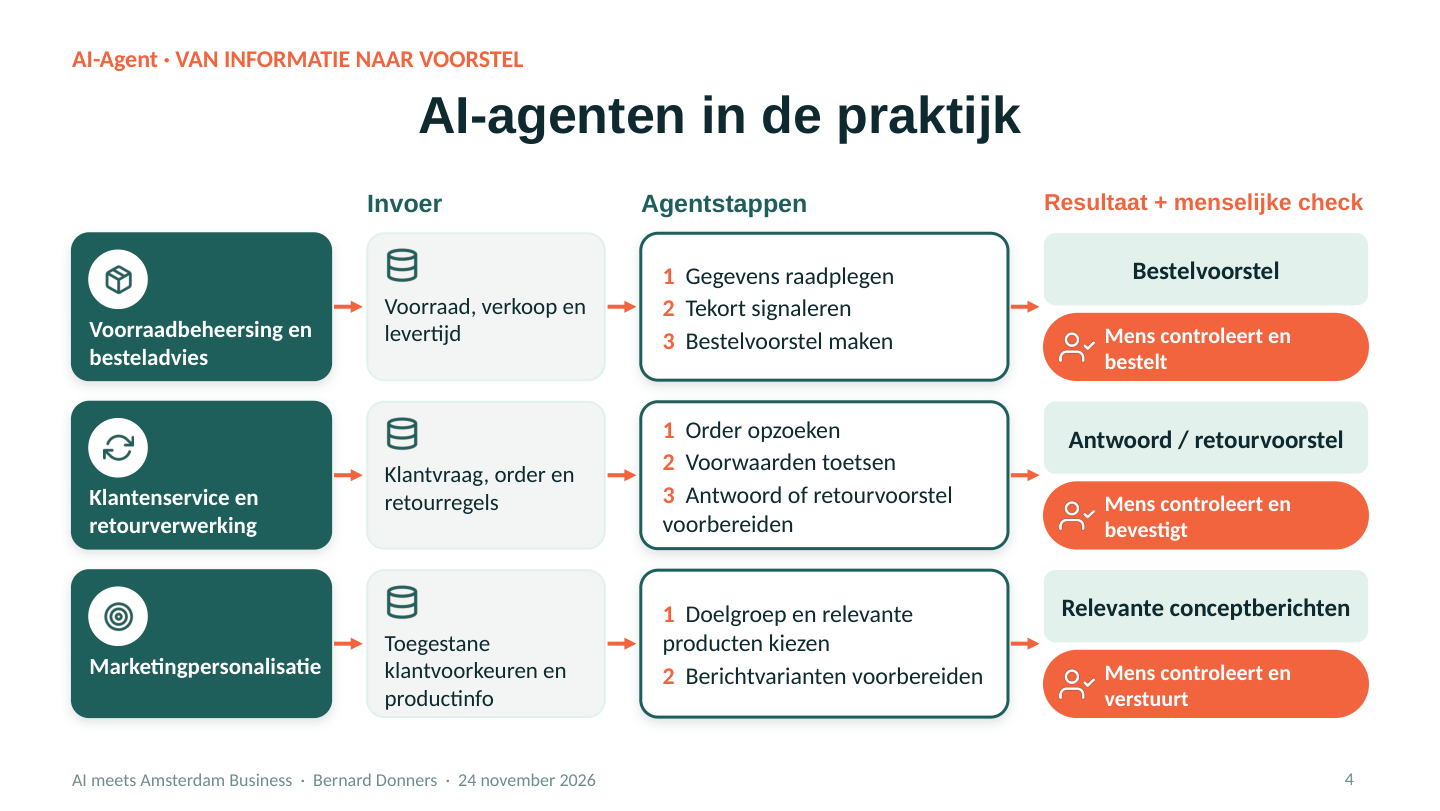 AI-Agent · VAN INFORMATIE NAAR VOORSTEL
AI-agenten in de praktijk
Invoer
Agentstappen
Resultaat + menselijke check
Voorraadbeheersing en
besteladvies
Voorraad, verkoop en
levertijd
1 Gegevens raadplegen
2 Tekort signaleren
3 Bestelvoorstel maken
Bestelvoorstel
Mens controleert en
bestelt
Klantenservice en
retourverwerking
Klantvraag, order en
retourregels
1 Order opzoeken
2 Voorwaarden toetsen
3 Antwoord of retourvoorstel
voorbereiden
Antwoord / retourvoorstel
Mens controleert en
bevestigt
Marketingpersonalisatie
Toegestane
klantvoorkeuren en
productinfo
1 Doelgroep en relevante
producten kiezen
2 Berichtvarianten voorbereiden
Relevante conceptberichten
Mens controleert en
verstuurt
AI meets Amsterdam Business · Bernard Donners · 24 november 2026
4